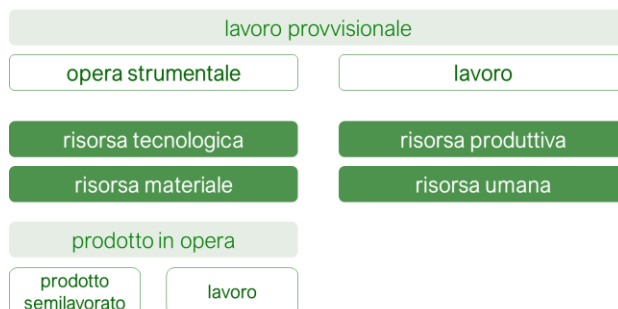 lavoro provvisionale
opera strumentale
lavoro
risorsa tecnologica
risorsa produttiva
risorsa materiale
risorsa umana
prodotto in opera
prodotto
semilavorato
lavoro